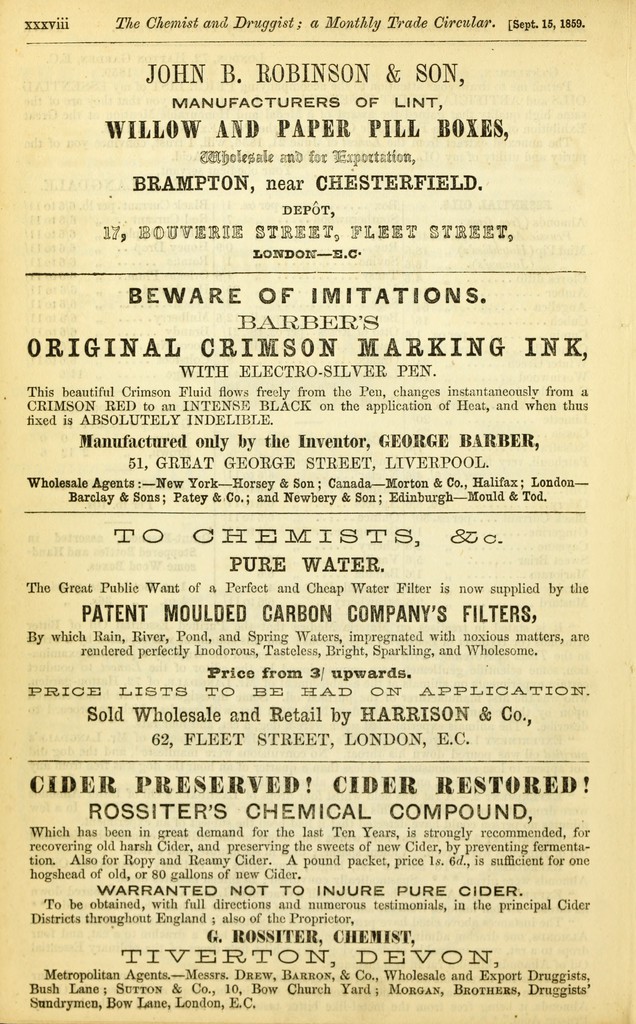 xxxviii The Chemist and Druggist; a Monthly Trade Circular. [Sept. 15, 1859.
JOHN B. ROBINSON & SON,
MANUFACTURERS OF LINT,
WILLOW AND PAPER PILL BOXES,
Wholesale and for Exportation,
BRAMPTON, near CHESTERFIELD.
DEPÔT,
17, BOUVERIE STREET, FLEET STREET,
LONDON—E.C.
BEWARE OF IMITATIONS.
BARBER'S
ORIGINAL CRIMSON MARKING INK,
WITH ELECTRO-SILVER PEN.
This beautiful Crimson Fluid flows freely from the Pen, changes instantaneously from a
CRIMSON RED to an INTENSE BLACK on the application of Heat, and when thus
fixed is ABSOLUTELY INDELIBLE.
Manufactured only by the Inventor, GEORGE BARBER,
51, GREAT GEORGE STREET, LIVERPOOL.
Wholesale Agents:—New York—Horsey & Son; Canada—Morton & Co., Halifax; London—
Barclay & Sons; Patey & Co.; and Newbery & Son; Edinburgh—Mould & Tod.
TO CHEMISTS, &c.
PURE WATER.
The Great Public Want of a Perfect and Cheap Water Filter is now supplied by the
PATENT MOULDED CARBON COMPANY'S FILTERS,
By which Rain, River, Pond, and Spring Waters, impregnated with noxious matters, are
rendered perfectly Inodorous, Tasteless, Bright, Sparkling, and Wholesome.
Price from 3/ upwards.
PRICE LISTS TO BE HAD ON APPLICATION.
Sold Wholesale and Retail by HARRISON & Co.,
62, FLEET STREET, LONDON, E.C.
CIDER PRESERVED! CIDER RESTORED!
ROSSITER'S CHEMICAL COMPOUND,
Which has been in great demand for the last Ten Years, is strongly recommended, for
recovering old harsh Cider, and preserving the sweets of new Cider, by preventing fermenta-
tion. Also for Ropy and Reamy Cider. A pound packet, price 1s. 6d., is sufficient for one
hogshead of old, or 80 gallons of new Cider.
WARRANTED NOT TO INJURE PURE CIDER.
To be obtained, with full directions and numerous testimonials, in the principal Cider
Districts throughout England; also of the Proprietor,
G. ROSSITER, CHEMIST,
TIVERTON, DEVON,
Metropolitan Agents.—Messrs. DREW, BARRON, & Co., Wholesale and Export Druggists,
Bush Lane; SUTTON & Co., 10, Bow Church Yard; MORGAN, BROTHERS, Druggists'
Sundrymen, Bow Lane, London, E.C.